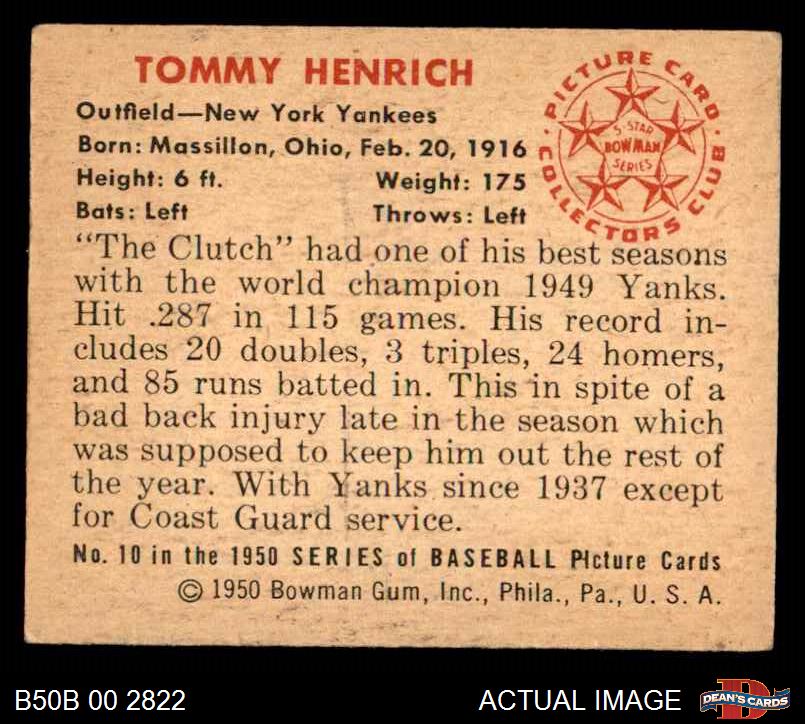 TOMMY HENRICH
Outfield—New York Yankees
Born: Massillon, Ohio, Feb. 20, 1916
Height: 6 ft. Weight: 175
Bats: Left Throws: Left
· PICTURE CARD ·
COLLECTORS CLUB
5-STAR
BOWMAN
SERIES
“The Clutch” had one of his best seasons
with the world champion 1949 Yanks.
Hit .287 in 115 games. His record in-
cludes 20 doubles, 3 triples, 24 homers,
and 85 runs batted in. This in spite of a
bad back injury late in the season which
was supposed to keep him out the rest of
the year. With Yanks since 1937 except
for Coast Guard service.
No. 10 in the 1950 SERIES of BASEBALL Picture Cards
© 1950 Bowman Gum, Inc., Phila., Pa., U. S. A.
B50B 00 2822 ACTUAL IMAGE
D
DEAN'S CARDS